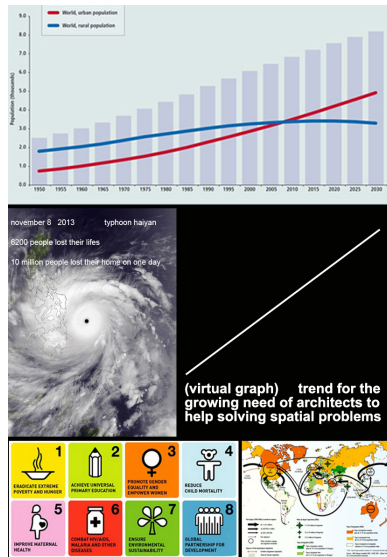 World, urban population
World, rural population
Population (thousands)
9.0
8.0
7.0
6.0
5.0
4.0
3.0
2.0
1.0
0.0
1950 1955 1960 1965 1970 1975 1980 1985 1990 1995 2000 2005 2010 2015 2020 2025 2030
november 8 2013 typhoon haiyan
6200 people lost their lifes
10 million people lost their home on one day
(virtual graph) trend for the
growing need of architects to
help solving spatial problems
1
ERADICATE EXTREME
POVERTY AND HUNGER
2
ACHIEVE UNIVERSAL
PRIMARY EDUCATION
3
PROMOTE GENDER
EQUALITY AND
EMPOWER WOMEN
4
REDUCE
CHILD MORTALITY
5
IMPROVE MATERNAL
HEALTH
6
COMBAT HIV/AIDS,
MALARIA AND OTHER
DISEASES
7
ENSURE
ENVIRONMENTAL
SUSTAINABILITY
8
GLOBAL
PARTNERSHIP FOR
DEVELOPMENT